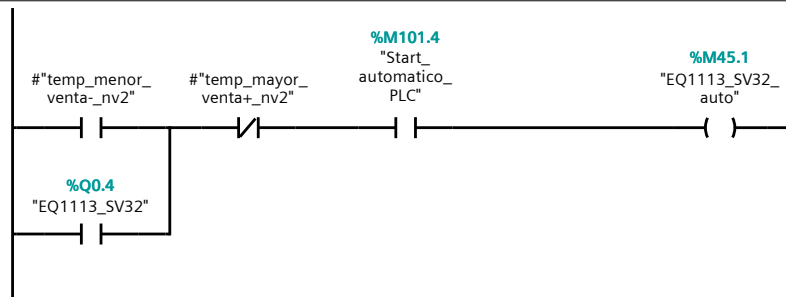 %M101.4
"Start_
automatico_
PLC"
%M45.1
"EQ1113_SV32_
auto"
#"temp_menor_
venta-_nv2"
#"temp_mayor_
venta+_nv2"
%Q0.4
"EQ1113_SV32"